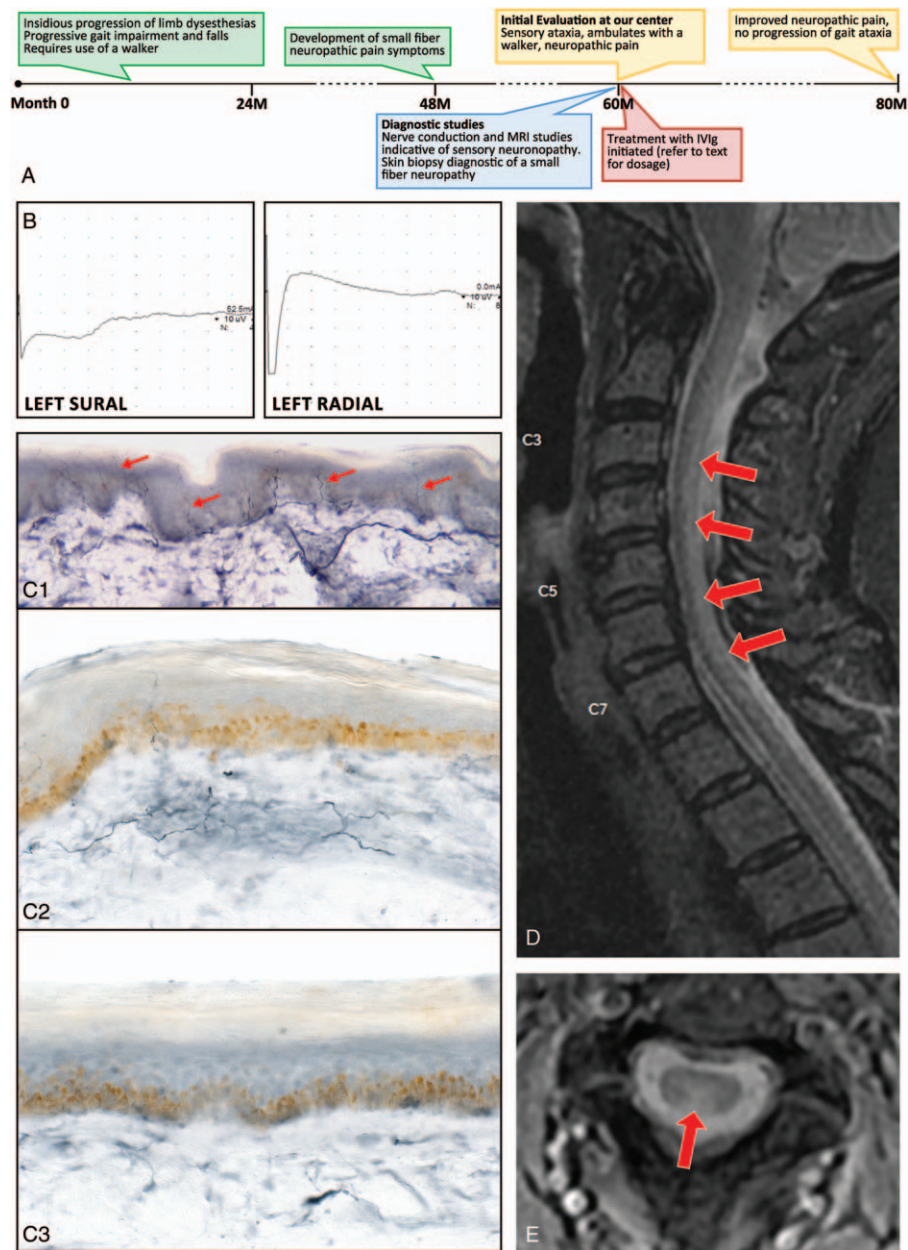 Insidious progression of limb dysesthesias
Progressive gait impairment and falls
Requires use of a walker
Development of small fiber
neuropathic pain symptoms
Initial Evaluation at our center
Sensory ataxia, ambulates with a
walker, neuropathic pain
Improved neuropathic pain,
no progression of gait ataxia
Month 0
24M
48M
60M
80M
Diagnostic studies
Nerve conduction and MRI studies
indicative of sensory neuronopathy.
Skin biopsy diagnostic of a small
fiber neuropathy
Treatment with IVIg
initiated (refer to text
for dosage)
A
B
62.5mA
10 uV
N:
LEFT SURAL
0.0mA
10 uV
N:
LEFT RADIAL
C1
C2
C3
C3
C5
C7
D
E